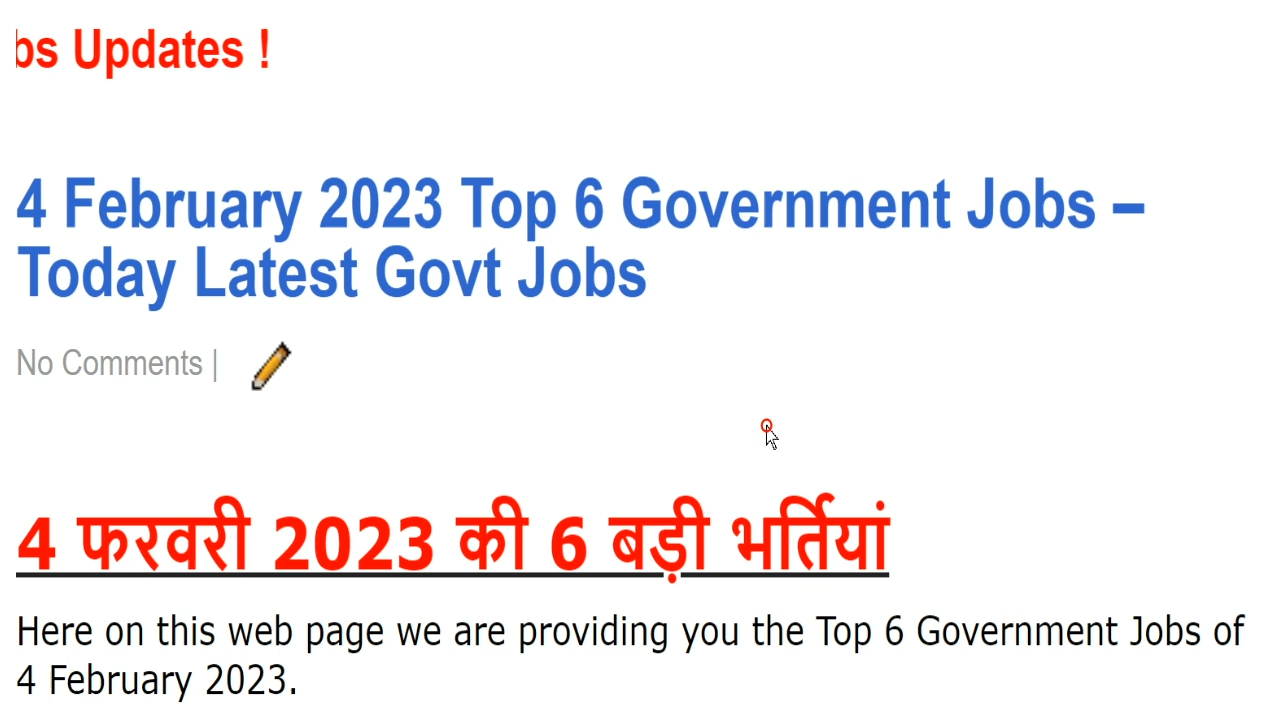 Updates !
4 February 2023 Top 6 Government Jobs –
Today Latest Govt Jobs
No Comments |
4 फरवरी 2023 की 6 बड़ी भर्तियां
Here on this web page we are providing you the Top 6 Government Jobs of
4 February 2023.